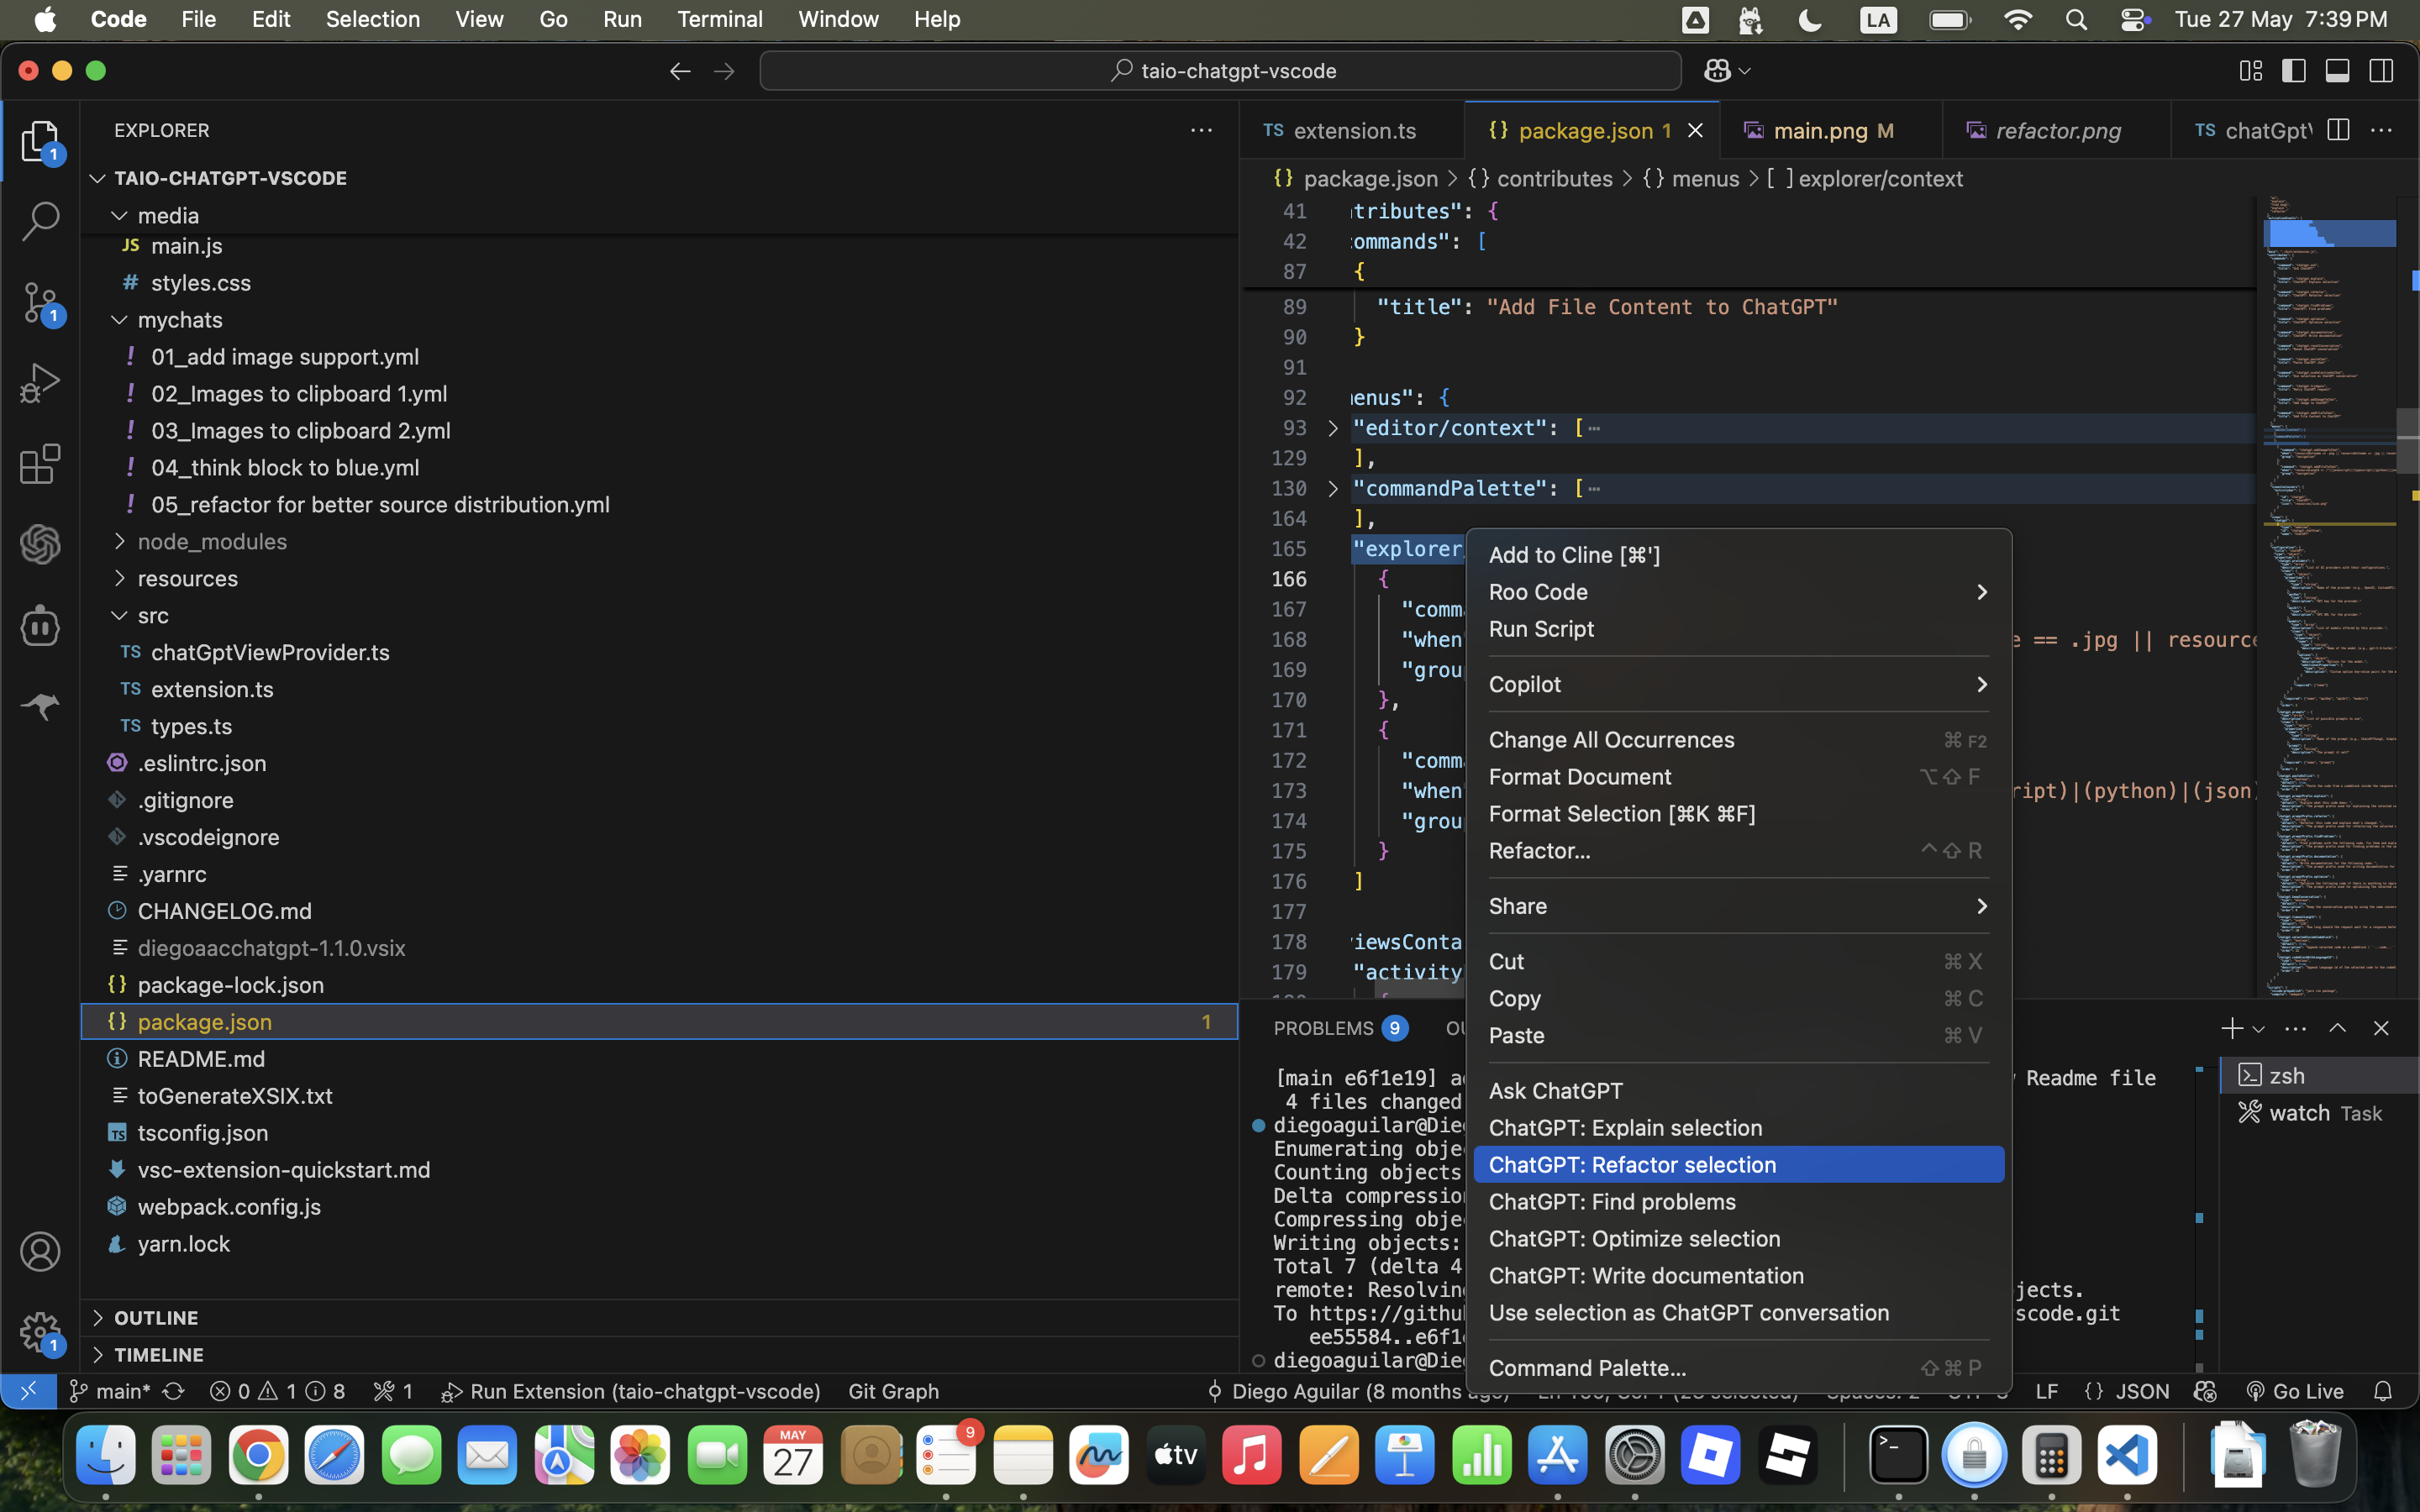 Code File Edit Selection View Go Run Terminal Window Help
LA Tue 27 May 7:39 PM
taio-chatgpt-vscode
EXPLORER
TAIO-CHATGPT-VSCODE
media
JS main.js
# styles.css
mychats
! 01_add image support.yml
! 02_Images to clipboard 1.yml
! 03_Images to clipboard 2.yml
! 04_think block to blue.yml
! 05_refactor for better source distribution.yml
node_modules
resources
src
TS chatGptViewProvider.ts
TS extension.ts
TS types.ts
.eslintrc.json
.gitignore
.vscodeignore
.yarnrc
CHANGELOG.md
diegoaacchatgpt-1.1.0.vsix
{} package-lock.json
{} package.json 1
README.md
toGenerateXSIX.txt
TS tsconfig.json
vsc-extension-quickstart.md
webpack.config.js
yarn.lock
OUTLINE
TIMELINE
1
1
1
TS extension.ts {} package.json 1 main.png M refactor.png TS chatGpt
{} package.json > {} contributes > {} menus > [ ] explorer/context
41 tributes": {
42 ommands": [
87 {
89 "title": "Add File Content to ChatGPT"
90 }
91
92 enus": {
93 "editor/context": [
129 ],
130 "commandPalette": [
164 ],
165 "explorer
166 {
167 "comm
168 "when e == .jpg || resource
169 "grou
170 },
171 {
172 "comm
173 "when ript)|(python)|(json
174 "grou
175 }
176 ]
177
178 iewsConta
179 "activity
Add to Cline [⌘']
Roo Code
Run Script
Copilot
Change All Occurrences ⌘ F2
Format Document ⌥⇧ F
Format Selection [⌘K ⌘F]
Refactor... ^⇧ R
Share
Cut ⌘ X
Copy ⌘ C
Paste ⌘ V
Ask ChatGPT
ChatGPT: Explain selection
ChatGPT: Refactor selection
ChatGPT: Find problems
ChatGPT: Optimize selection
ChatGPT: Write documentation
Use selection as ChatGPT conversation
Command Palette... ⇧⌘ P
PROBLEMS 9 OU
[main e6f1e19] a Readme file
4 files changed
diegoaguilar@Die
Enumerating obje
Counting objects
Delta compressio
Compressing obje
Writing objects:
Total 7 (delta 4
remote: Resolvin jects.
To https://githu scode.git
ee55584..e6f1
diegoaguilar@Die
zsh
watch Task
main* 0 1 8 1 Run Extension (taio-chatgpt-vscode) Git Graph Diego Aguilar (8 months LF {} JSON Go Live
9
MAY
27
tv